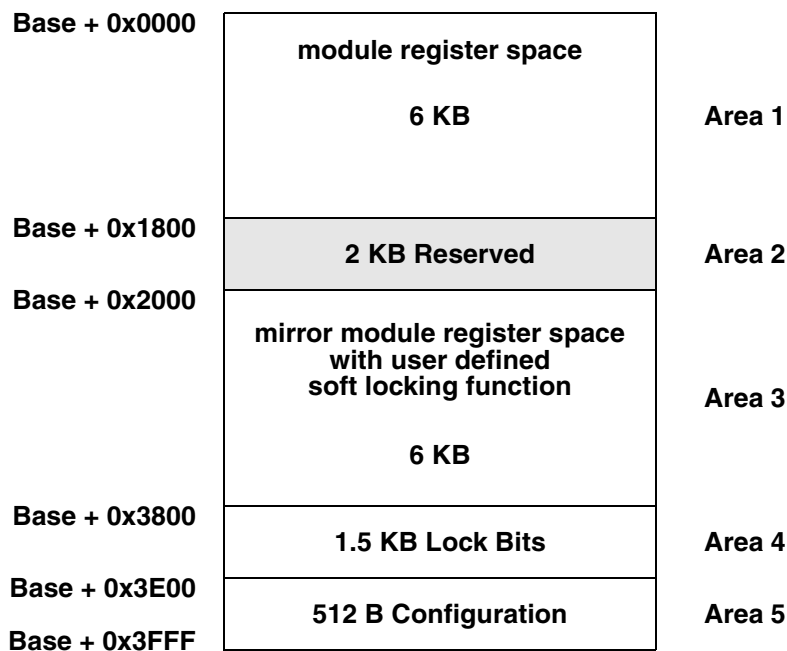 Base + 0x0000
module register space
6 KB
Area 1
Base + 0x1800
2 KB Reserved
Area 2
Base + 0x2000
mirror module register space
with user defined
soft locking function
6 KB
Area 3
Base + 0x3800
1.5 KB Lock Bits
Area 4
Base + 0x3E00
512 B Configuration
Area 5
Base + 0x3FFF